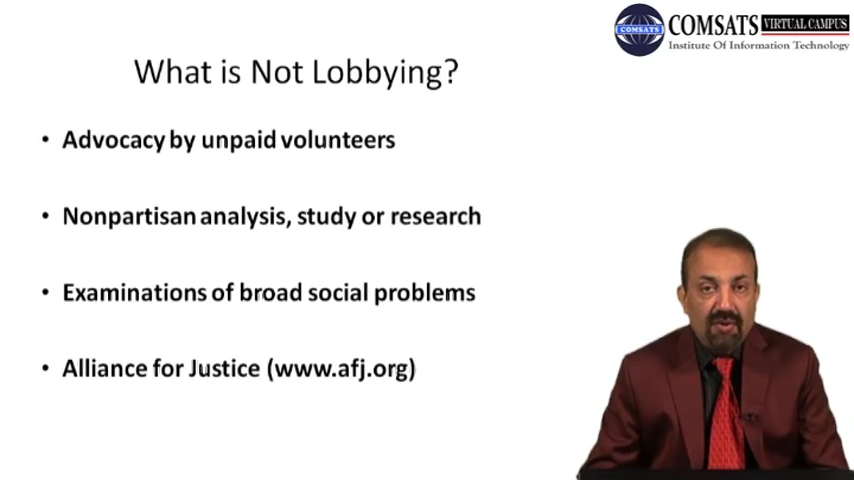 COMSATS VIRTUAL CAMPUS
COMSATS
Institute Of Information Technology
What is Not Lobbying?
• Advocacy by unpaid volunteers
• Nonpartisan analysis, study or research
• Examinations of broad social problems
• Alliance for Justice (www.afj.org)